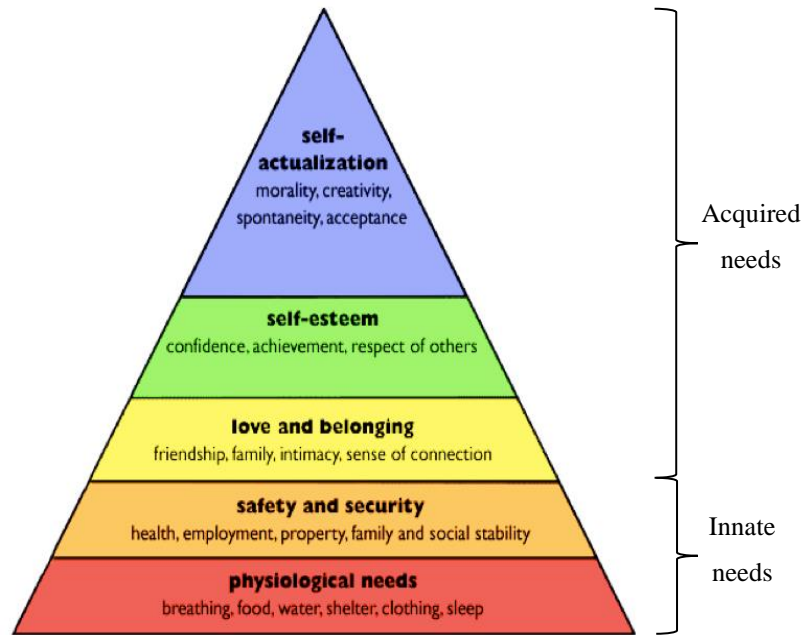 self-
actualization
morality, creativity,
spontaneity, acceptance
Acquired
needs
self-esteem
confidence, achievement, respect of others
love and belonging
friendship, family, intimacy, sense of connection
safety and security
health, employment, property, family and social stability
Innate
needs
physiological needs
breathing, food, water, shelter, clothing, sleep